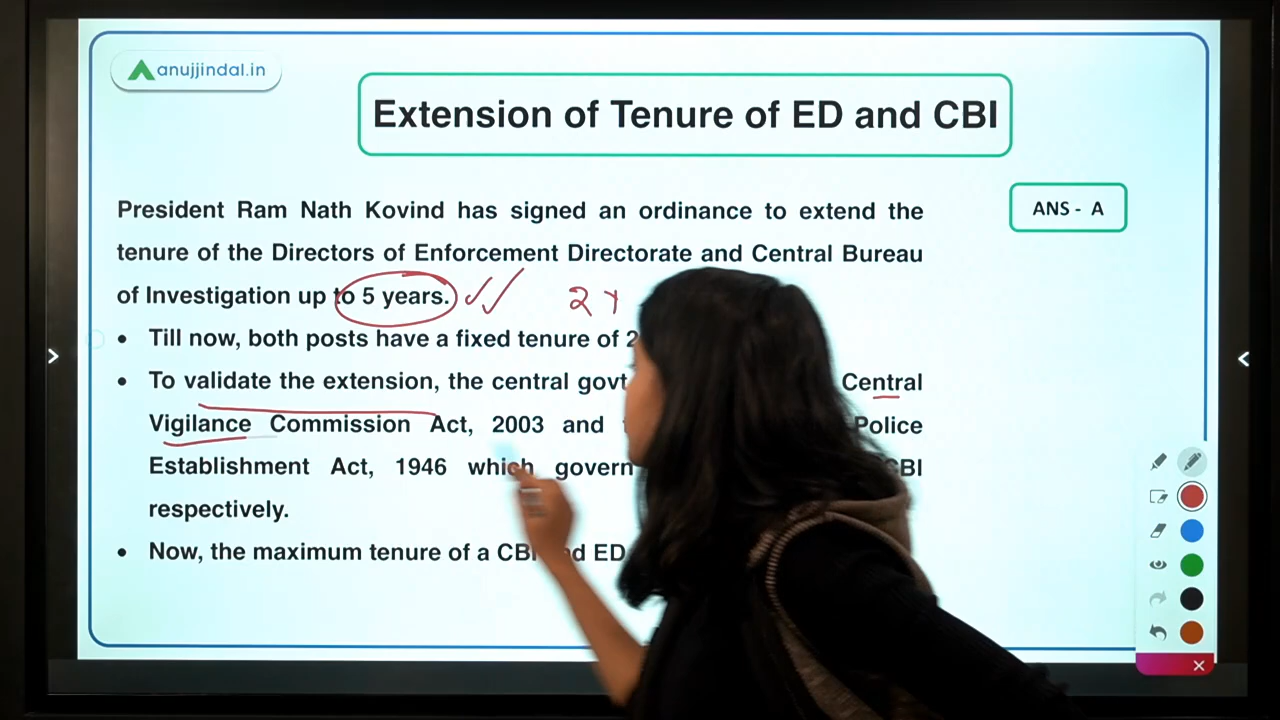 anujjindal.in
Extension of Tenure of ED and CBI
President Ram Nath Kovind has signed an ordinance to extend the
ANS - A
tenure of the Directors of Enforcement Directorate and Central Bureau
of Investigation up to 5 years. 2 Y
• Till now, both posts have a fixed tenure of 2
• To validate the extension, the central govt Central
Vigilance Commission Act, 2003 and Police
Establishment Act, 1946 which govern CBI
respectively.
• Now, the maximum tenure of a CBI and ED